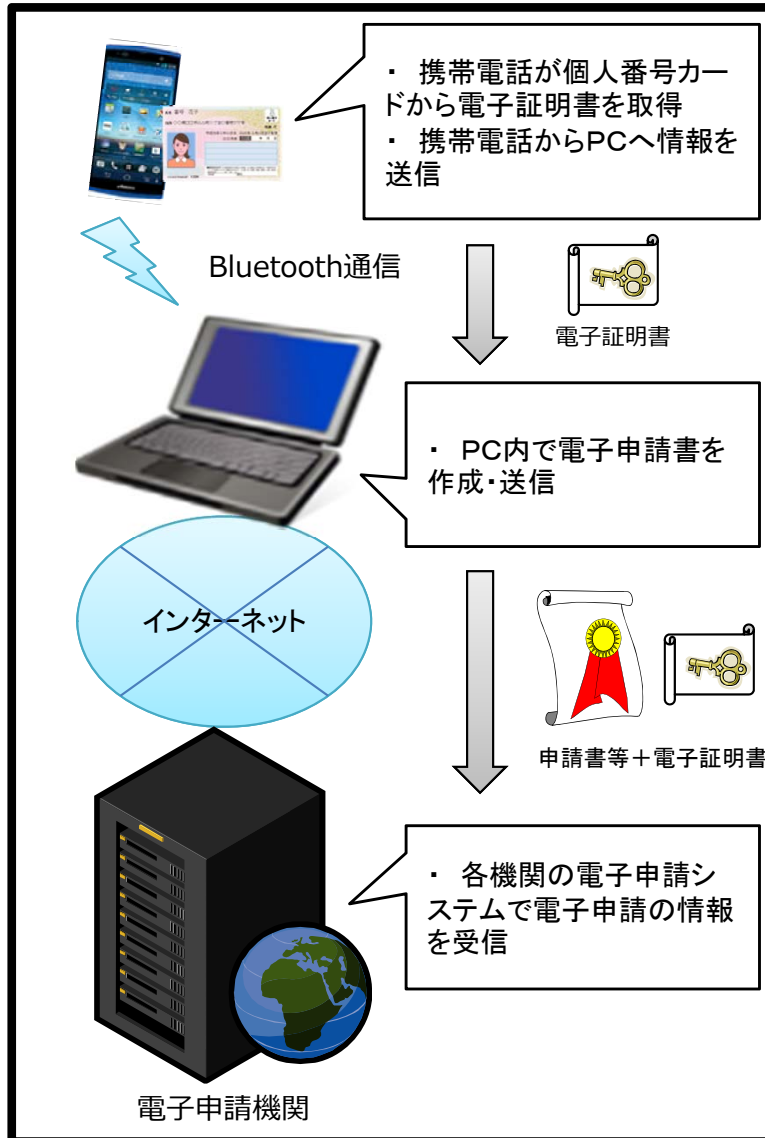 ・ 携帯電話が個人番号カー
ドから電子証明書を取得
・ 携帯電話からPCへ情報を
送信
Bluetooth通信
電子証明書
・ PC内で電子申請書を
作成・送信
インターネット
申請書等＋電子証明書
・ 各機関の電子申請シ
ステムで電子申請の情報
を受信
電子申請機関